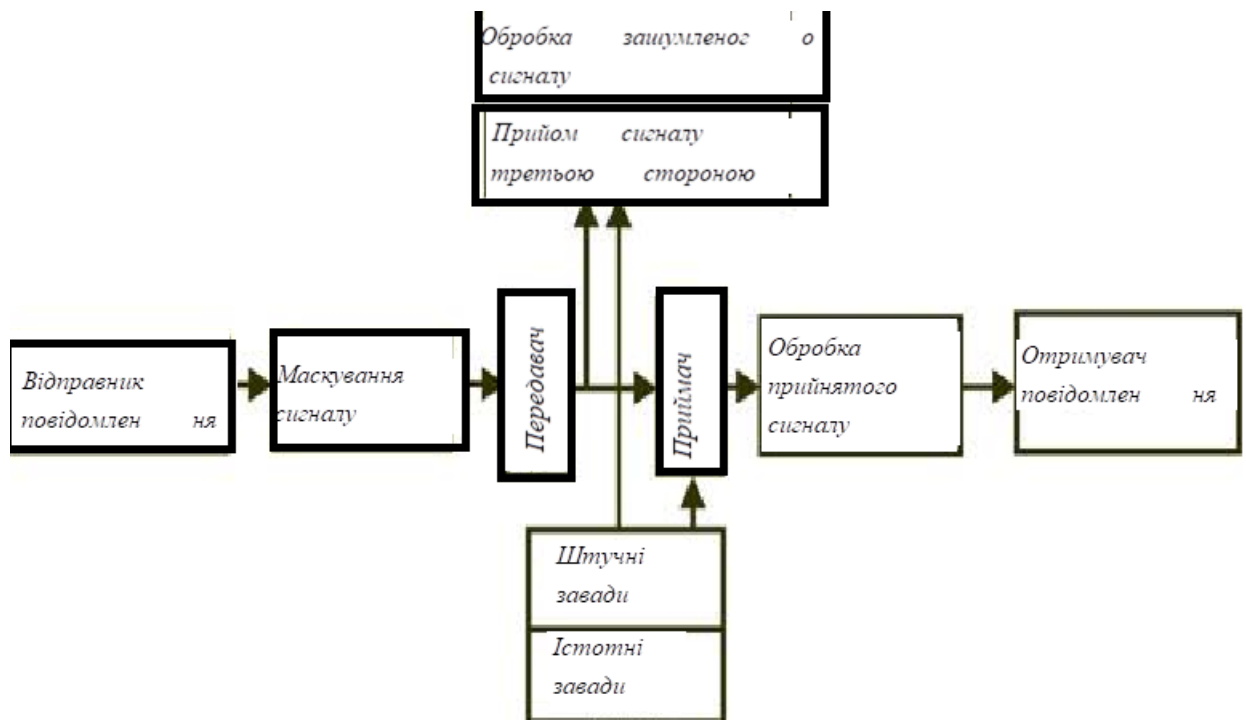 Обробка зашумленог о
сигналу
Прийом сигналу
третьою стороною
Відправник
повідомлен ня
Маскування
сигналу
Передавач
Приймач
Обробка
прийнятого
сигналу
Отримувач
повідомлен ня
Штучні
завади
Істотні
завади